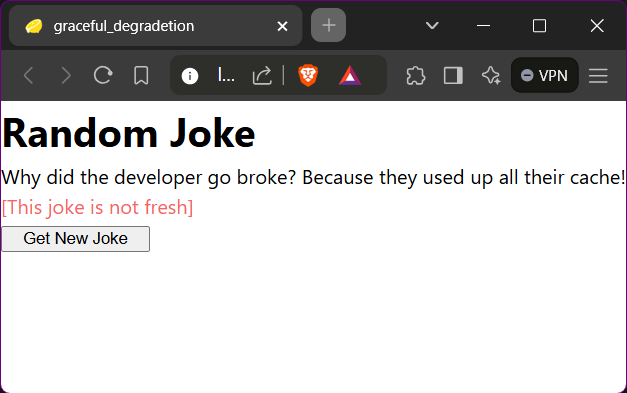 graceful_degradetion
l...
VPN
Random Joke
Why did the developer go broke? Because they used up all their cache!
[This joke is not fresh]
Get New Joke